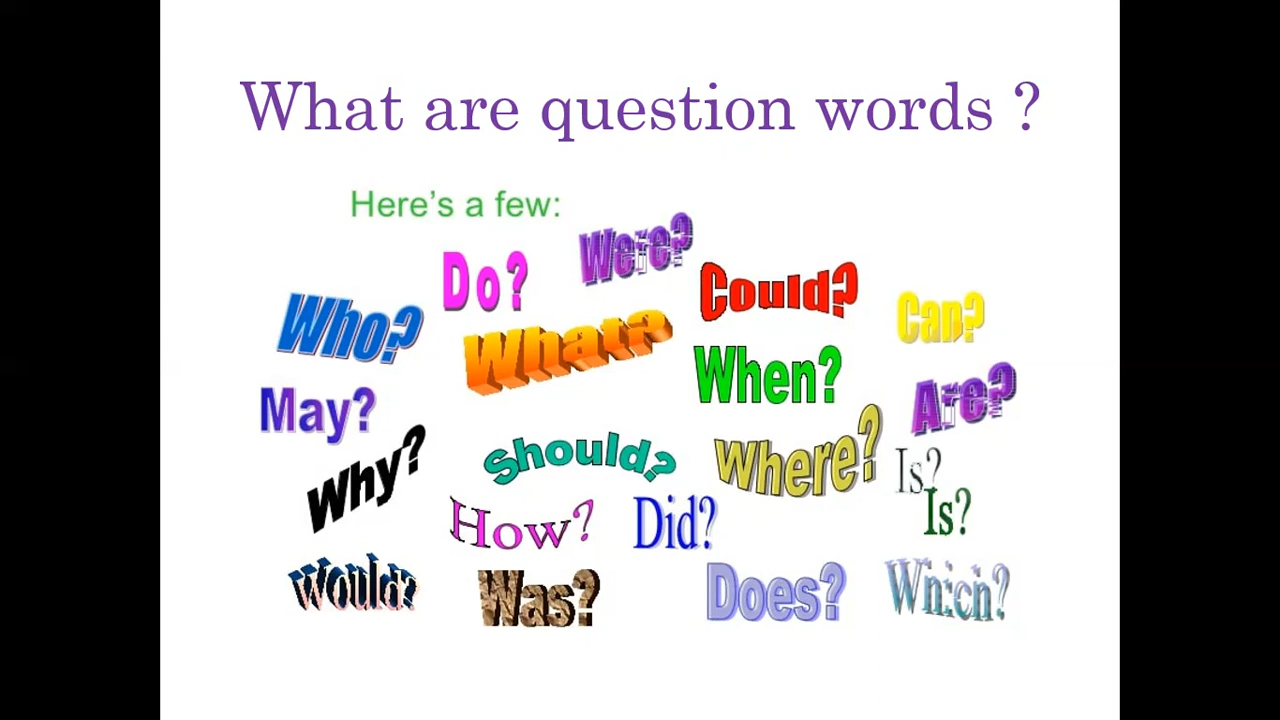 What are question words ?
Here's a few:
Were?
Do?
Could?
Can?
Who?
What?
When?
May?
Are?
Why?
Should?
Where?
Is?
Is?
How?
Did?
Would?
Was?
Does?
Which?